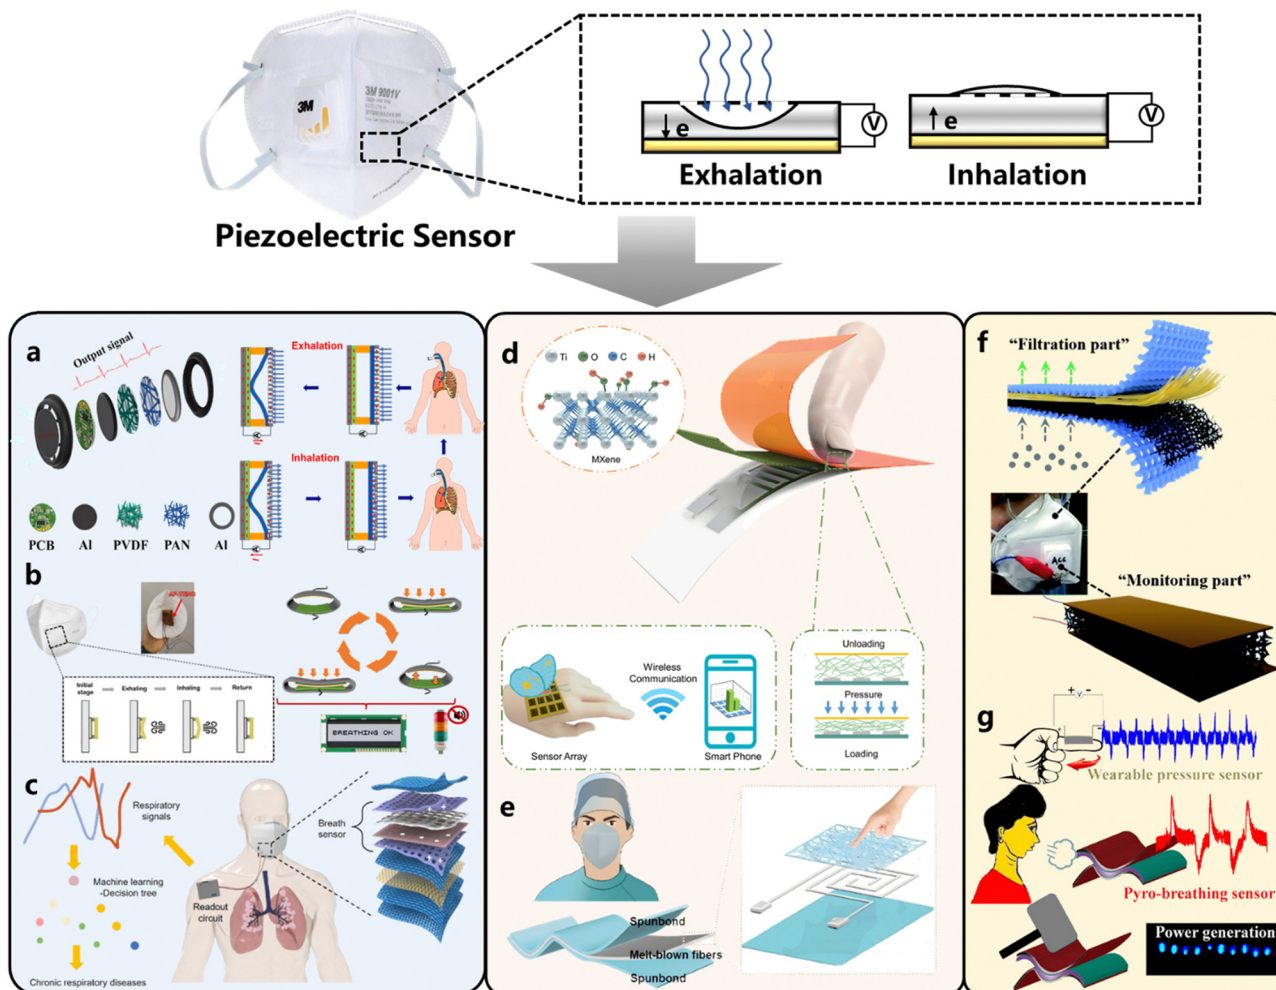 3M
3M 9001V
e
V
e
V
Exhalation
Inhalation
Piezoelectric Sensor
a
Output signal
Exhalation
Inhalation
PCB
Al
PVDF
PAN
Al
b
Initial
stage
Exhaling
Inhaling
Return
BREATHING OK
c
Respiratory
signals
Breath
sensor
Machine learning
-Decision tree
Readout
circuit
Chronic respiratory diseases
d
Ti
O
C
H
MXene
Wireless
Communication
Sensor Array
Smart Phone
Unloading
Pressure
Loading
e
Spunbond
Melt-blown fibers
Spunbond
f
"Filtration part"
"Monitoring part"
g
+ V -
Wearable pressure sensor
Pyro-breathing sensor
Power generation